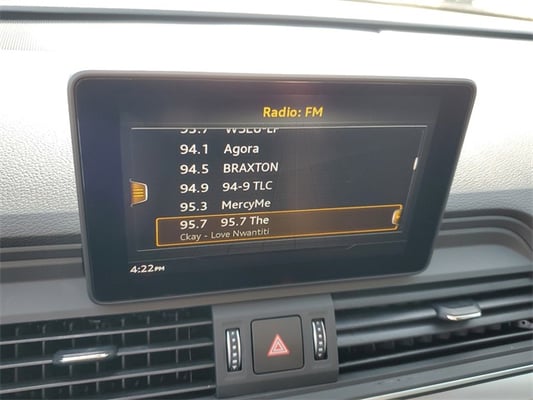 Radio: FM
94.1 Agora
94.5 BRAXTON
94.9 94-9 TLC
95.3 MercyMe
95.7 95.7 The
Ckay - Love Nwantiti
4:22PM